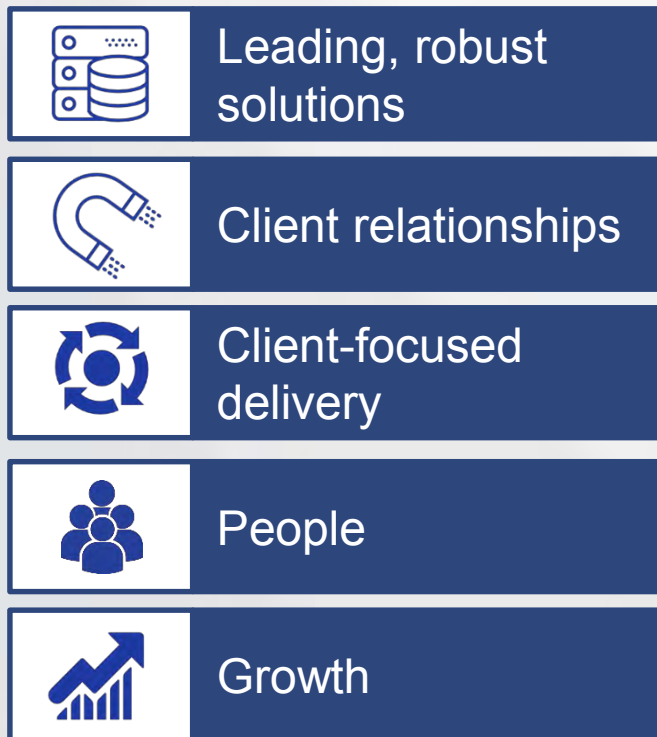 Leading, robust
solutions
Client relationships
Client-focused
delivery
People
Growth